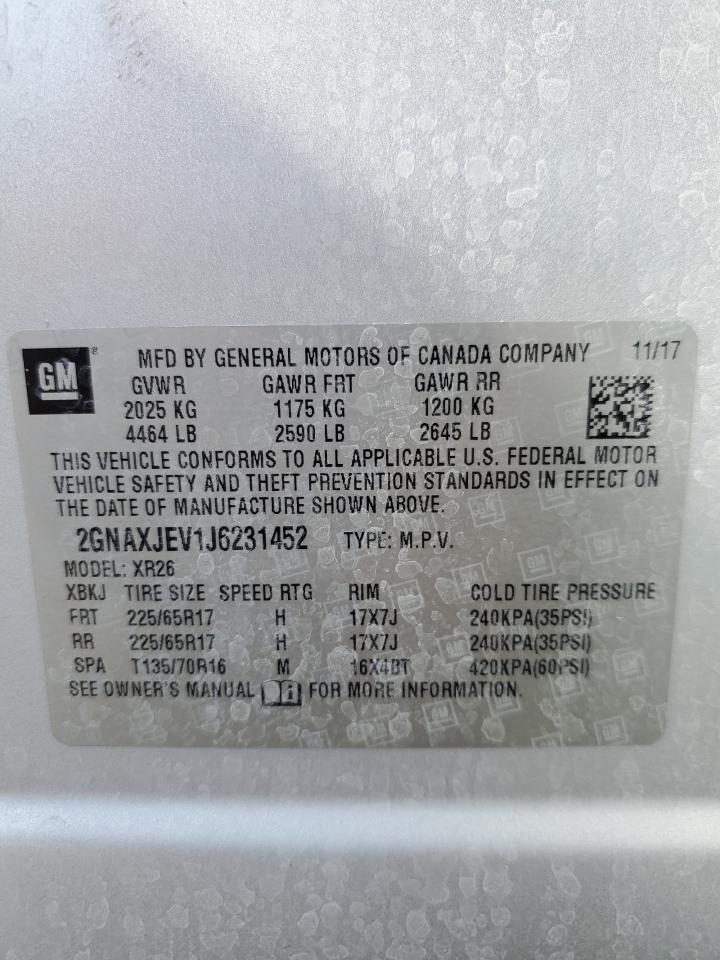 GM
MFD BY GENERAL MOTORS OF CANADA COMPANY 11/17
GVWR GAWR FRT GAWR RR
2025 KG 1175 KG 1200 KG
4464 LB 2590 LB 2645 LB
THIS VEHICLE CONFORMS TO ALL APPLICABLE U.S. FEDERAL MOTOR
VEHICLE SAFETY AND THEFT PREVENTION STANDARDS IN EFFECT ON
THE DATE OF MANUFACTURE SHOWN ABOVE.
2GNAXJEV1J6231452 TYPE: M.P.V.
MODEL: XR26
XBKJ TIRE SIZE SPEED RTG RIM COLD TIRE PRESSURE
FRT 225/65R17 H 17X7J 240KPA(35PSI)
RR 225/65R17 H 17X7J 240KPA(35PSI)
SPA T135/70R16 M 16X4BT 420KPA(60PSI)
SEE OWNER'S MANUAL FOR MORE INFORMATION.